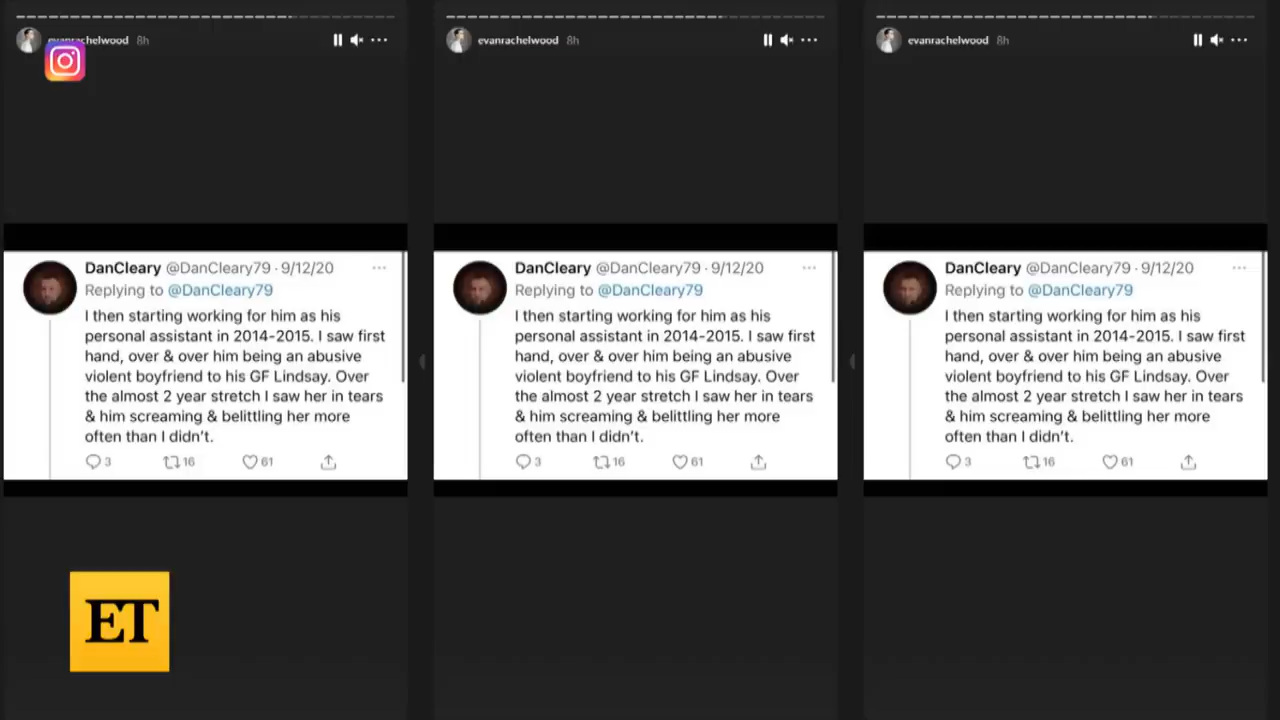 evanrachelwood 8h
DanCleary @DanCleary79 · 9/12/20
Replying to @DanCleary79
I then starting working for him as his
personal assistant in 2014-2015. I saw first
hand, over & over him being an abusive
violent boyfriend to his GF Lindsay. Over
the almost 2 year stretch I saw her in tears
& him screaming & belittling her more
often than I didn't.
3 16 61
evanrachelwood 8h
DanCleary @DanCleary79 · 9/12/20
Replying to @DanCleary79
I then starting working for him as his
personal assistant in 2014-2015. I saw first
hand, over & over him being an abusive
violent boyfriend to his GF Lindsay. Over
the almost 2 year stretch I saw her in tears
& him screaming & belittling her more
often than I didn't.
3 16 61
evanrachelwood 8h
DanCleary @DanCleary79 · 9/12/20
Replying to @DanCleary79
I then starting working for him as his
personal assistant in 2014-2015. I saw first
hand, over & over him being an abusive
violent boyfriend to his GF Lindsay. Over
the almost 2 year stretch I saw her in tears
& him screaming & belittling her more
often than I didn't.
3 16 61
ET